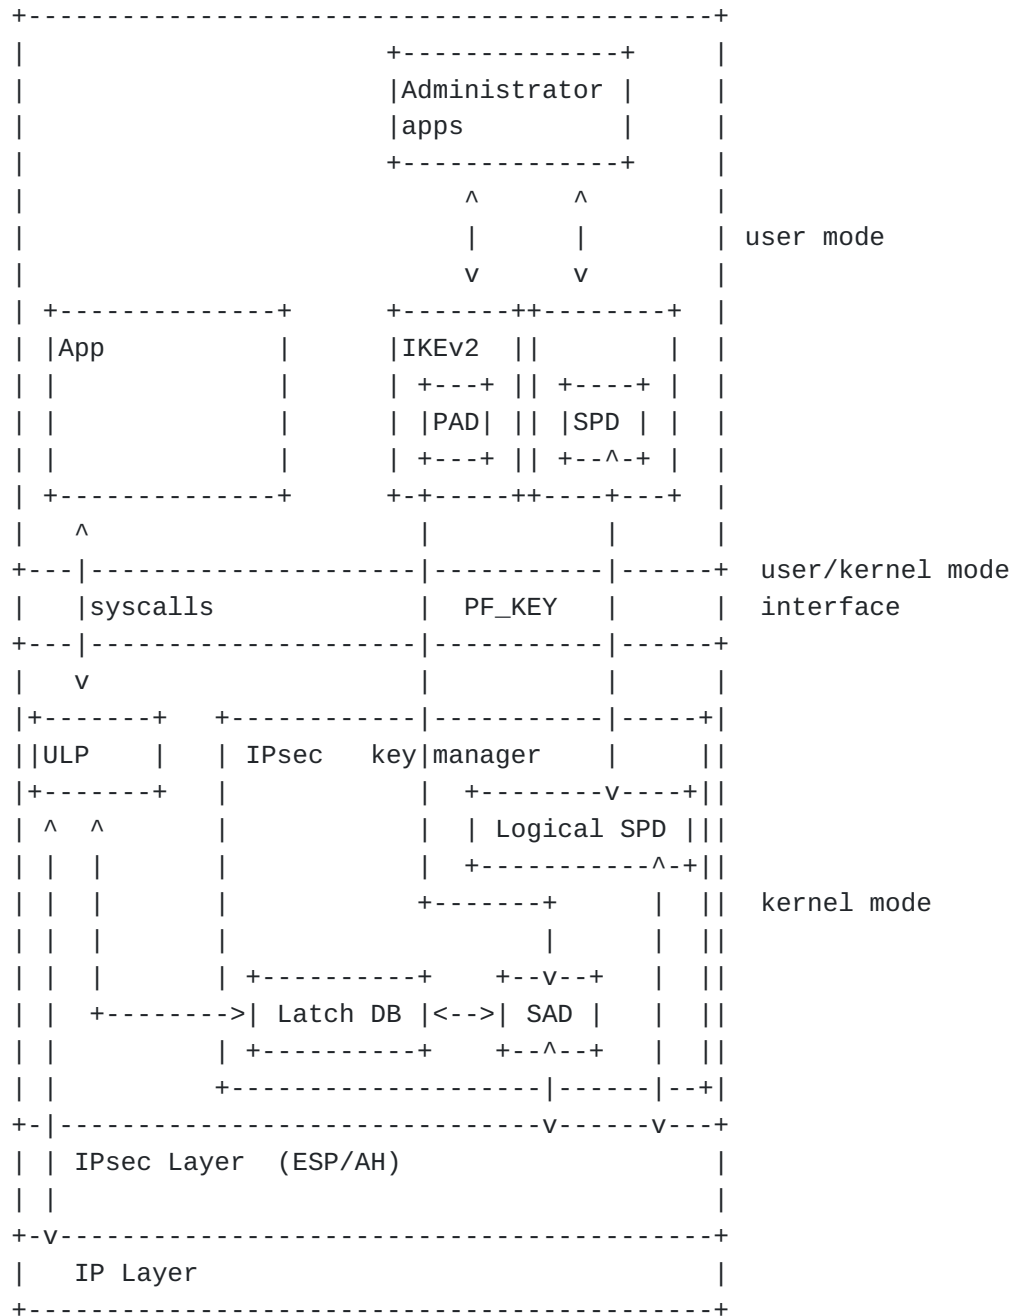 Administrator
apps
user mode
App IKEv2
PAD SPD
user/kernel mode
syscalls PF_KEY interface
ULP IPsec key manager
Logical SPD
kernel mode
Latch DB SAD
IPsec Layer (ESP/AH)
IP Layer